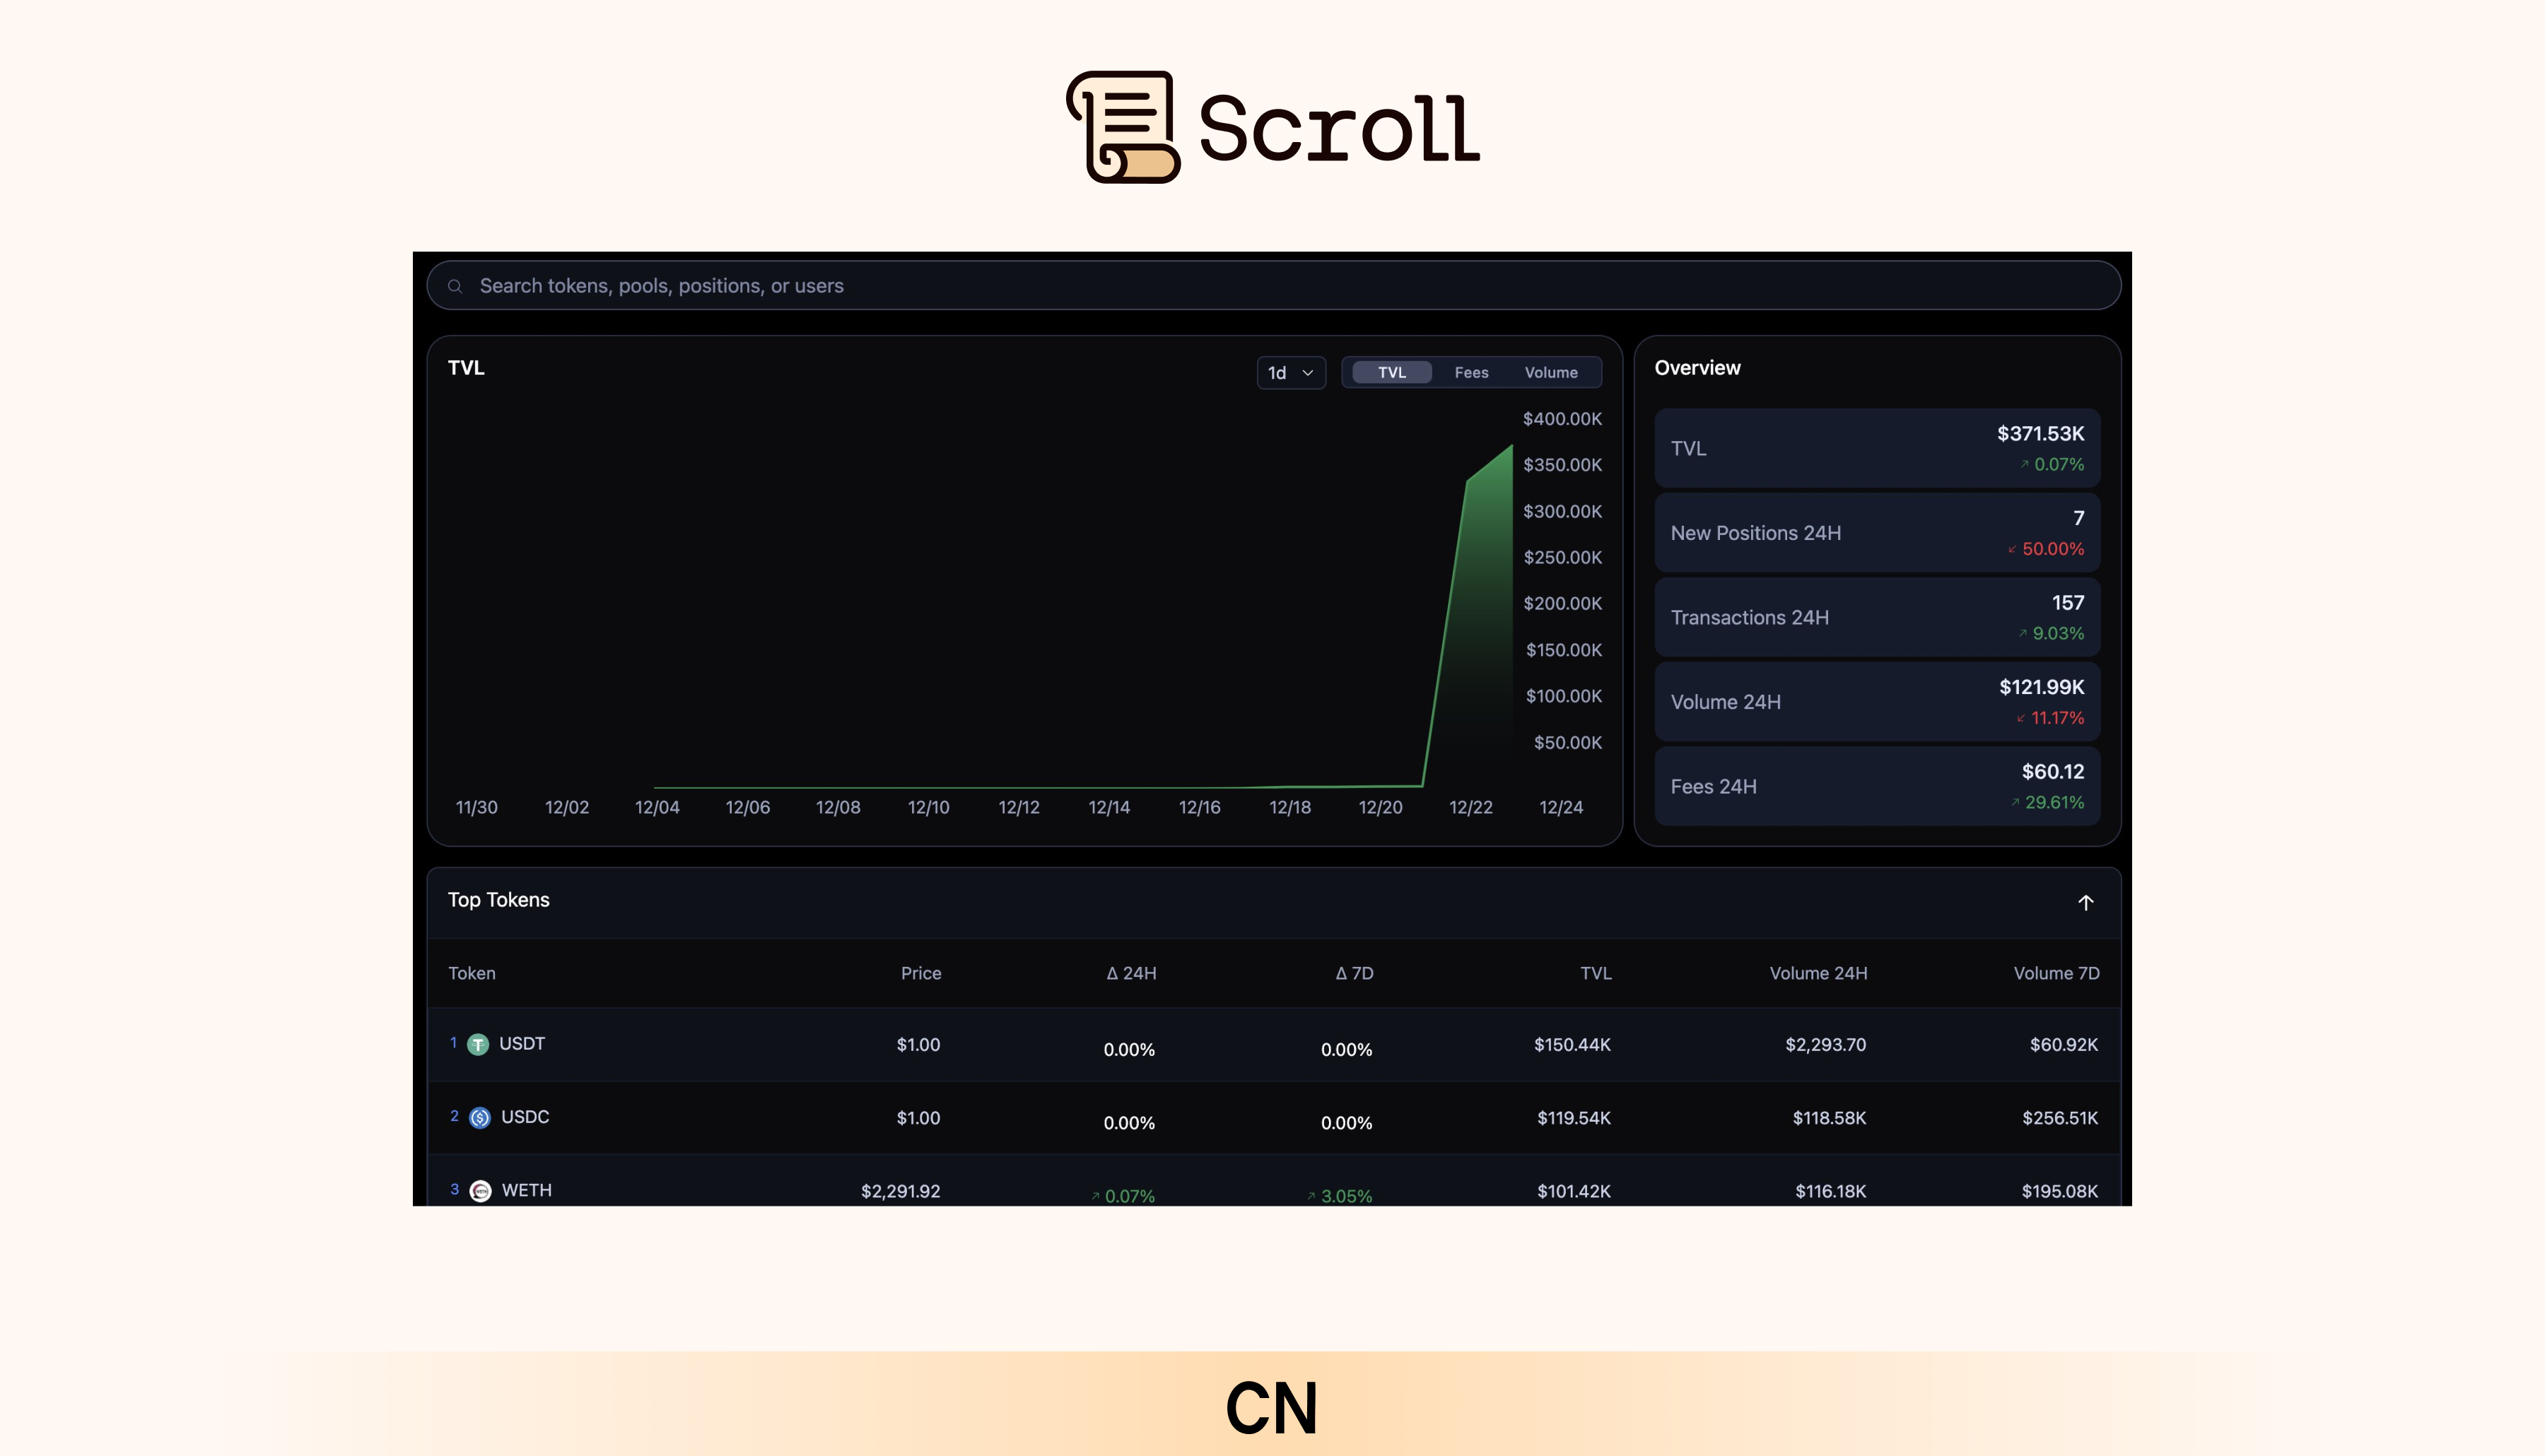 Scroll
Search tokens, pools, positions, or users
TVL
1d
TVL Fees Volume
$400.00K
$350.00K
$300.00K
$250.00K
$200.00K
$150.00K
$100.00K
$50.00K
11/30 12/02 12/04 12/06 12/08 12/10 12/12 12/14 12/16 12/18 12/20 12/22 12/24
Overview
TVL
$371.53K
0.07%
New Positions 24H
7
50.00%
Transactions 24H
157
9.03%
Volume 24H
$121.99K
11.17%
Fees 24H
$60.12
29.61%
Top Tokens
Token Price Δ 24H Δ 7D TVL Volume 24H Volume 7D
1 USDT $1.00 0.00% 0.00% $150.44K $2,293.70 $60.92K
2 USDC $1.00 0.00% 0.00% $119.54K $118.58K $256.51K
3 WETH $2,291.92 0.07% 3.05% $101.42K $116.18K $195.08K
CN